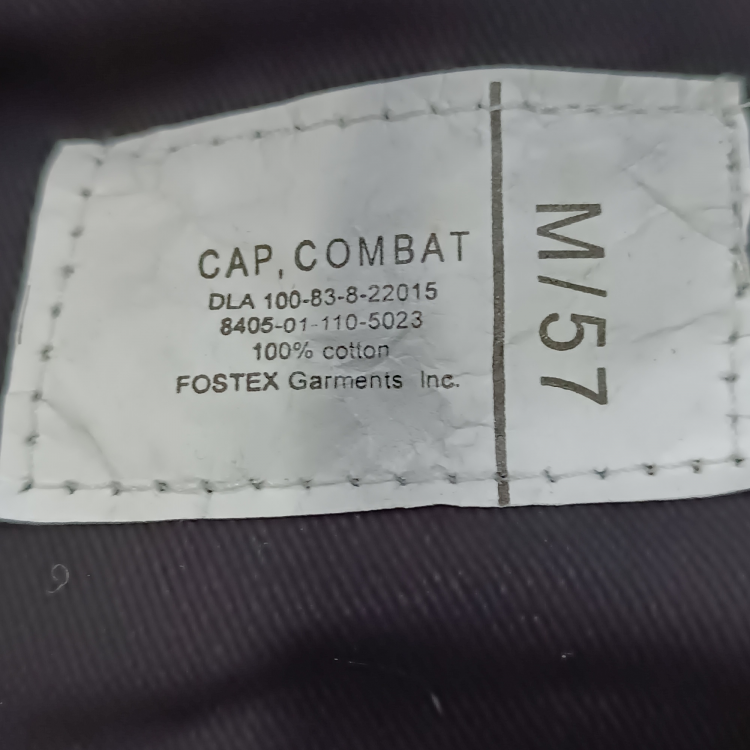 CAP, COMBAT
DLA 100-83-8-22015
8405-01-110-5023
100% cotton
FOSTEX Garments Inc.
M/57